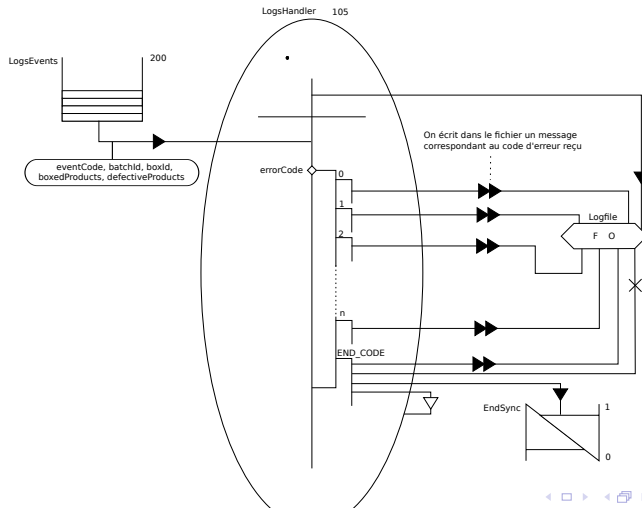 LogsHandler 105
LogsEvents
200
eventCode, batchId, boxId,
boxedProducts, defectiveProducts
On écrit dans le fichier un message
correspondant au code d'erreur reçu
errorCode
0
1
2
n
END_CODE
Logfile
F O
EndSync
1
0